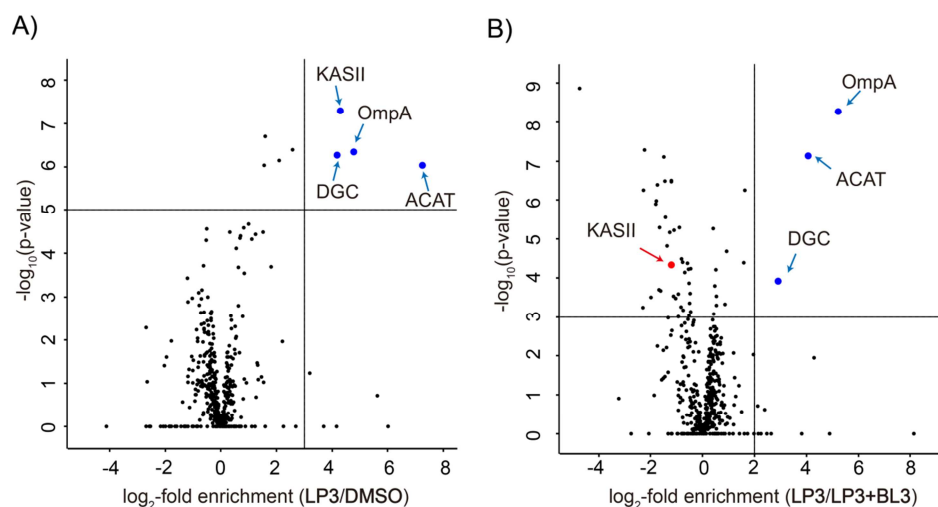 A)
KASII
OmpA
DGC
ACAT
8
7
6
5
4
3
2
1
0
-log10(p-value)
-4 -2 0 2 4 6 8
log2-fold enrichment (LP3/DMSO)
B)
OmpA
ACAT
KASII
DGC
9
8
7
6
5
4
3
2
1
0
-log10(p-value)
-4 -2 0 2 4 6 8
log2-fold enrichment (LP3/LP3+BL3)